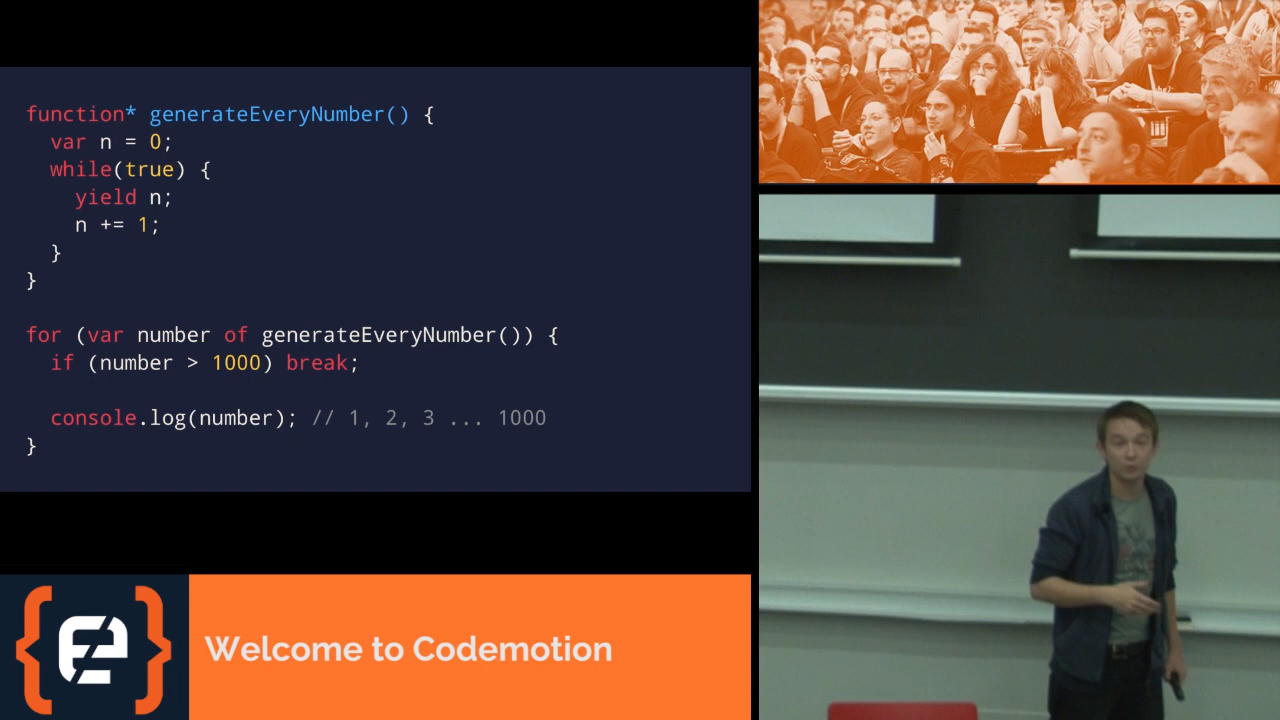 function* generateEveryNumber() {
  var n = 0;
  while(true) {
    yield n;
    n += 1;
  }
}

for (var number of generateEveryNumber()) {
  if (number > 1000) break;

  console.log(number); // 1, 2, 3 ... 1000
}
Welcome to Codemotion